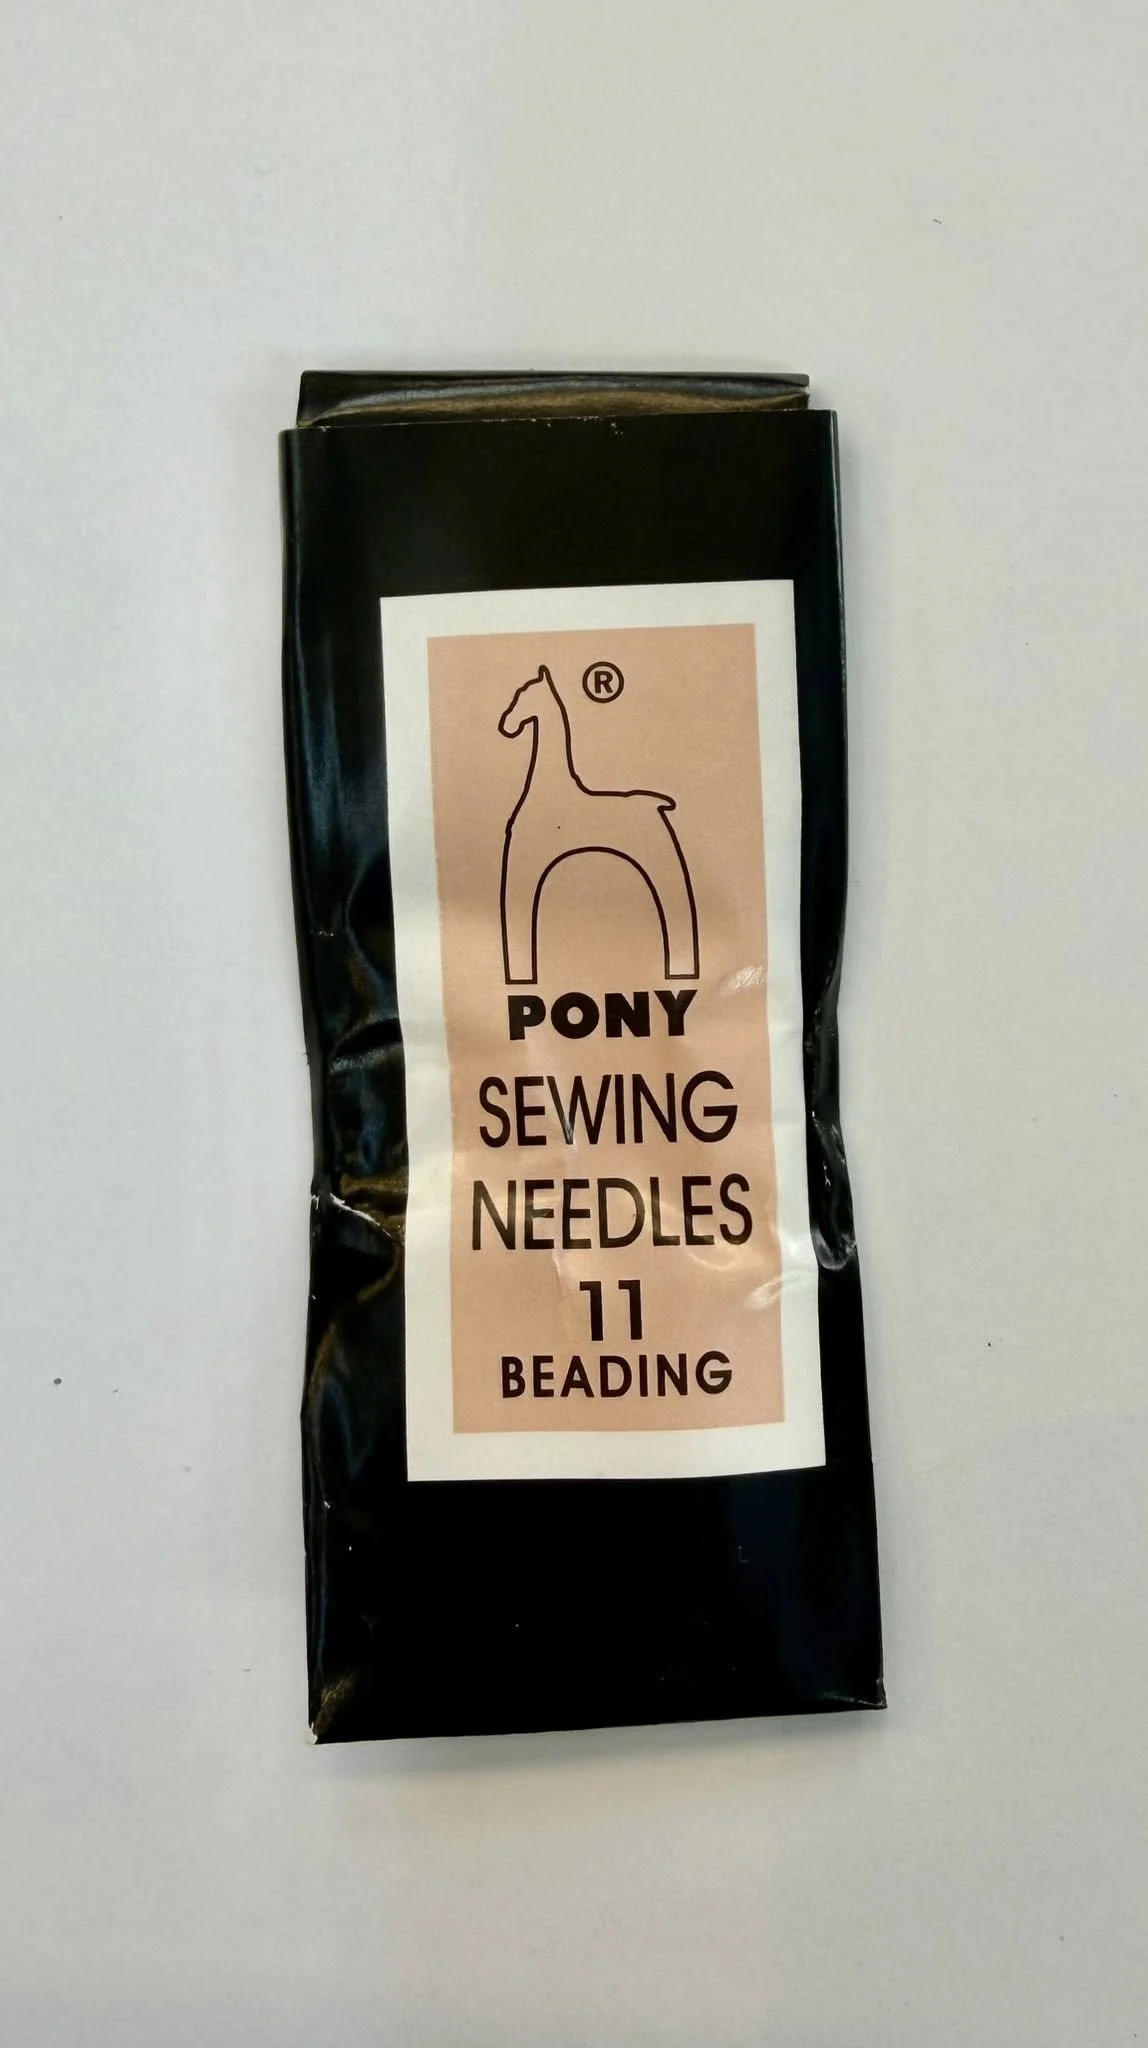 ®
PONY
SEWING
NEEDLES
11
BEADING